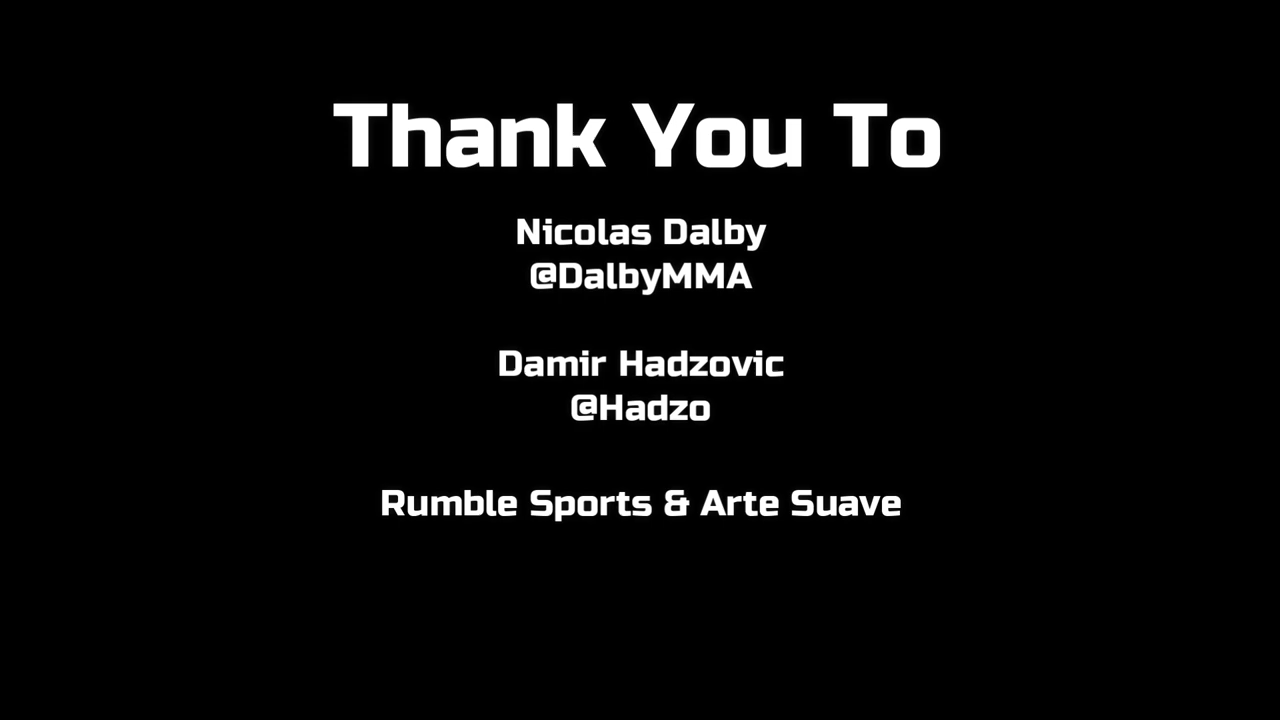 Thank You To
Nicolas Dalby
@DalbyMMA
Damir Hadzovic
@Hadzo
Rumble Sports & Arte Suave